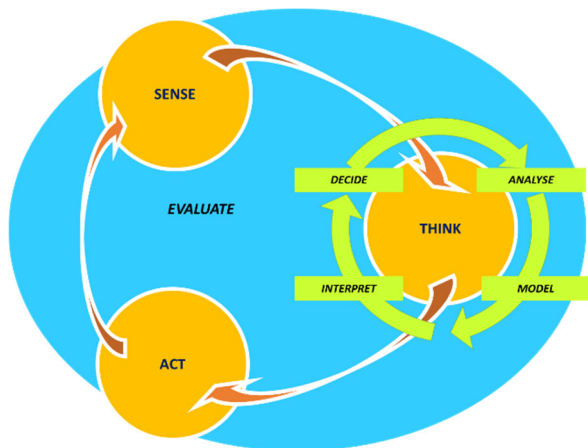 SENSE
DECIDE
ANALYSE
EVALUATE
THINK
INTERPRET
MODEL
ACT